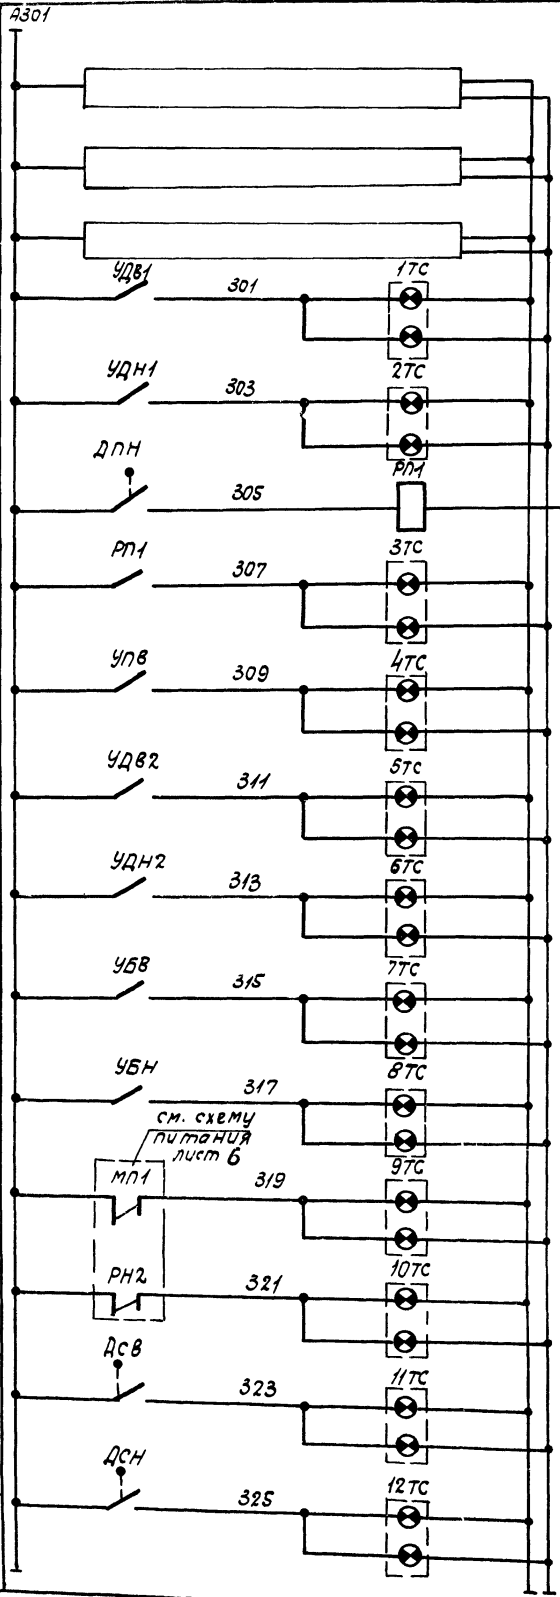 А301
УДВ1 301 1ТС
УДН1 303 2ТС
ДПН 305 РП1
РП1 307 3ТС
УПВ 309 4ТС
УДВ2 311 5ТС
УДН2 313 6ТС
УБВ 315 7ТС
УБН 317 8ТС
см. схему
питания
лист 6
МП1 319 9ТС
РН2 321 10ТС
ДСВ 323 11ТС
ДСН 325 12ТС